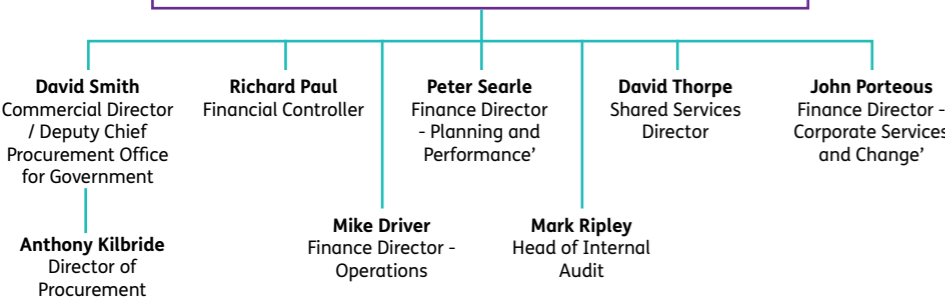 David Smith
Commercial Director
/ Deputy Chief
Procurement Office
for Government
Richard Paul
Financial Controller
Peter Searle
Finance Director
- Planning and
Performance’
David Thorpe
Shared Services
Director
John Porteous
Finance Director -
Corporate Services
and Change’
Anthony Kilbride
Director of
Procurement
Mike Driver
Finance Director -
Operations
Mark Ripley
Head of Internal
Audit